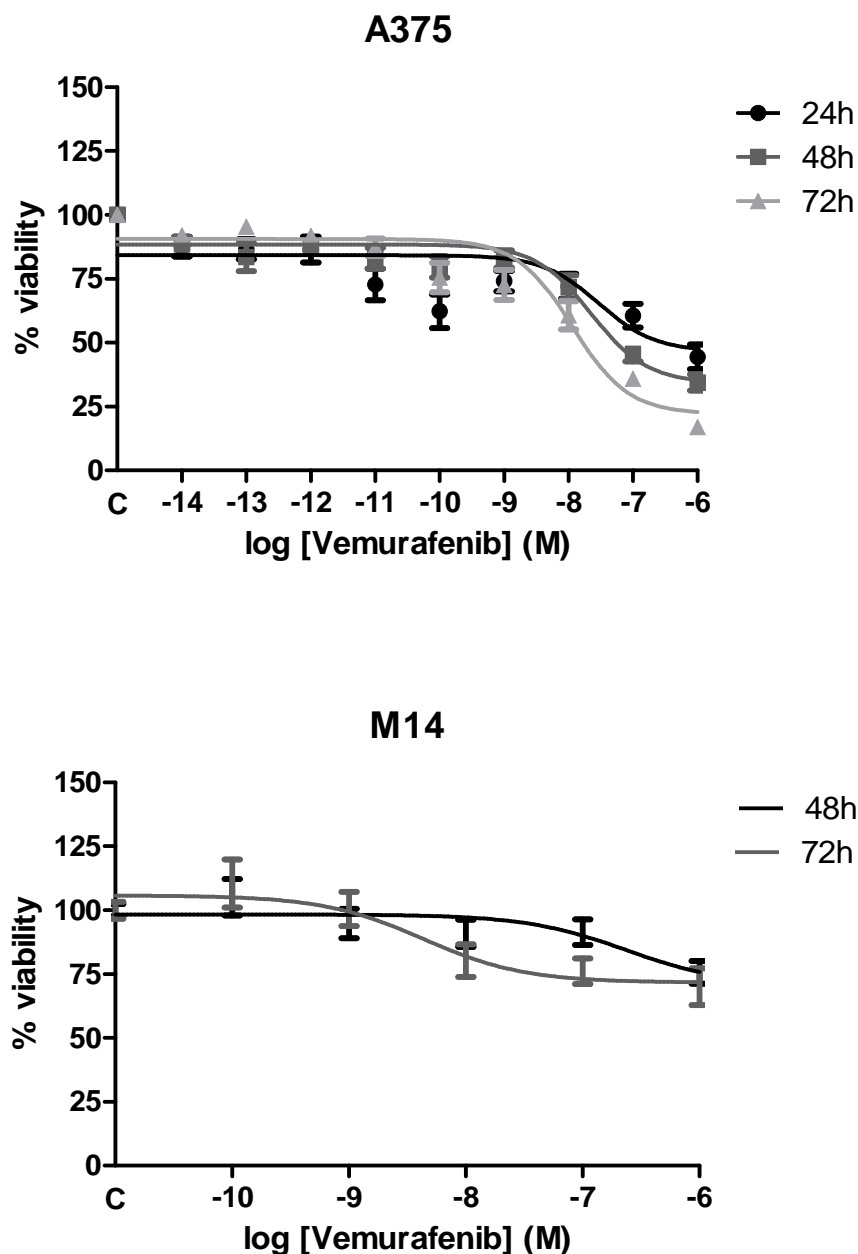 A375
150
125
100
75
50
25
0
% viability
C -14 -13 -12 -11 -10 -9 -8 -7 -6
log [Vemurafenib] (M)
24h
48h
72h
M14
150
125
100
75
50
25
0
% viability
C -10 -9 -8 -7 -6
log [Vemurafenib] (M)
48h
72h